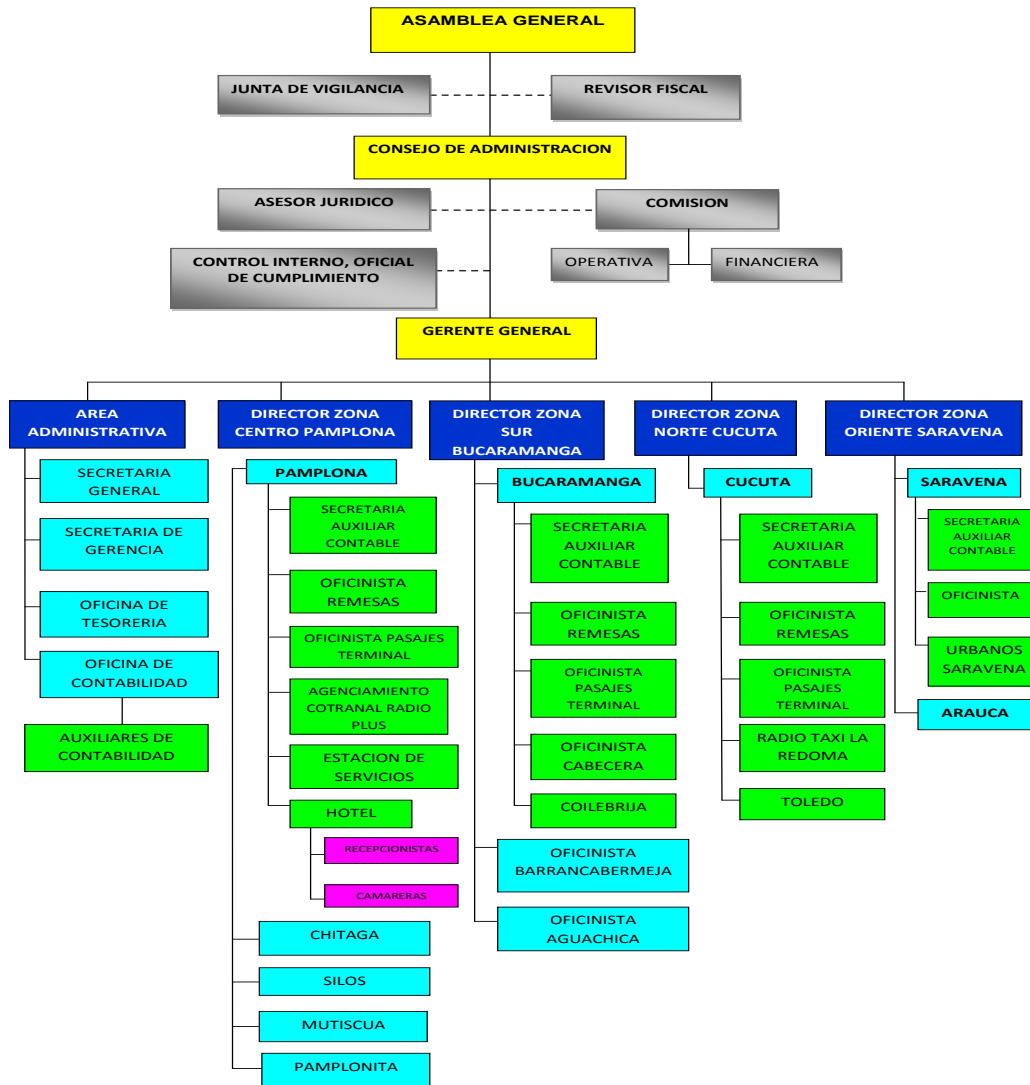 ASAMBLEA GENERAL
JUNTA DE VIGILANCIA
REVISOR FISCAL
CONSEJO DE ADMINISTRACION
ASESOR JURIDICO
COMISION
CONTROL INTERNO, OFICIAL
DE CUMPLIMIENTO
OPERATIVA
FINANCIERA
GERENTE GENERAL
AREA
ADMINISTRATIVA
SECRETARIA
GENERAL
SECRETARIA DE
GERENCIA
OFICINA DE
TESORERIA
OFICINA DE
CONTABILIDAD
AUXILIARES DE
CONTABILIDAD
DIRECTOR ZONA
CENTRO PAMPLONA
PAMPLONA
SECRETARIA
AUXILIAR
CONTABLE
OFICINISTA
REMESAS
OFICINISTA PASAJES
TERMINAL
AGENCIAMIENTO
COTRANAL RADIO
PLUS
ESTACION DE
SERVICIOS
HOTEL
RECEPCIONISTAS
CAMARERAS
CHITAGA
SILOS
MUTISCUA
PAMPLONITA
DIRECTOR ZONA
SUR
BUCARAMANGA
BUCARAMANGA
SECRETARIA
AUXILIAR
CONTABLE
OFICINISTA
REMESAS
OFICINISTA
PASAJES
TERMINAL
OFICINISTA
CABECERA
COILEBRIJA
OFICINISTA
BARRANCABERMEJA
OFICINISTA
AGUACHICA
DIRECTOR ZONA
NORTE CUCUTA
CUCUTA
SECRETARIA
AUXILIAR
CONTABLE
OFICINISTA
REMESAS
OFICINISTA
PASAJES
TERMINAL
RADIO TAXI LA
REDOMA
TOLEDO
DIRECTOR ZONA
ORIENTE SARAVENA
SARAVENA
SECRETARIA
AUXILIAR
CONTABLE
OFICINISTA
URBANOS
SARAVENA
ARAUCA